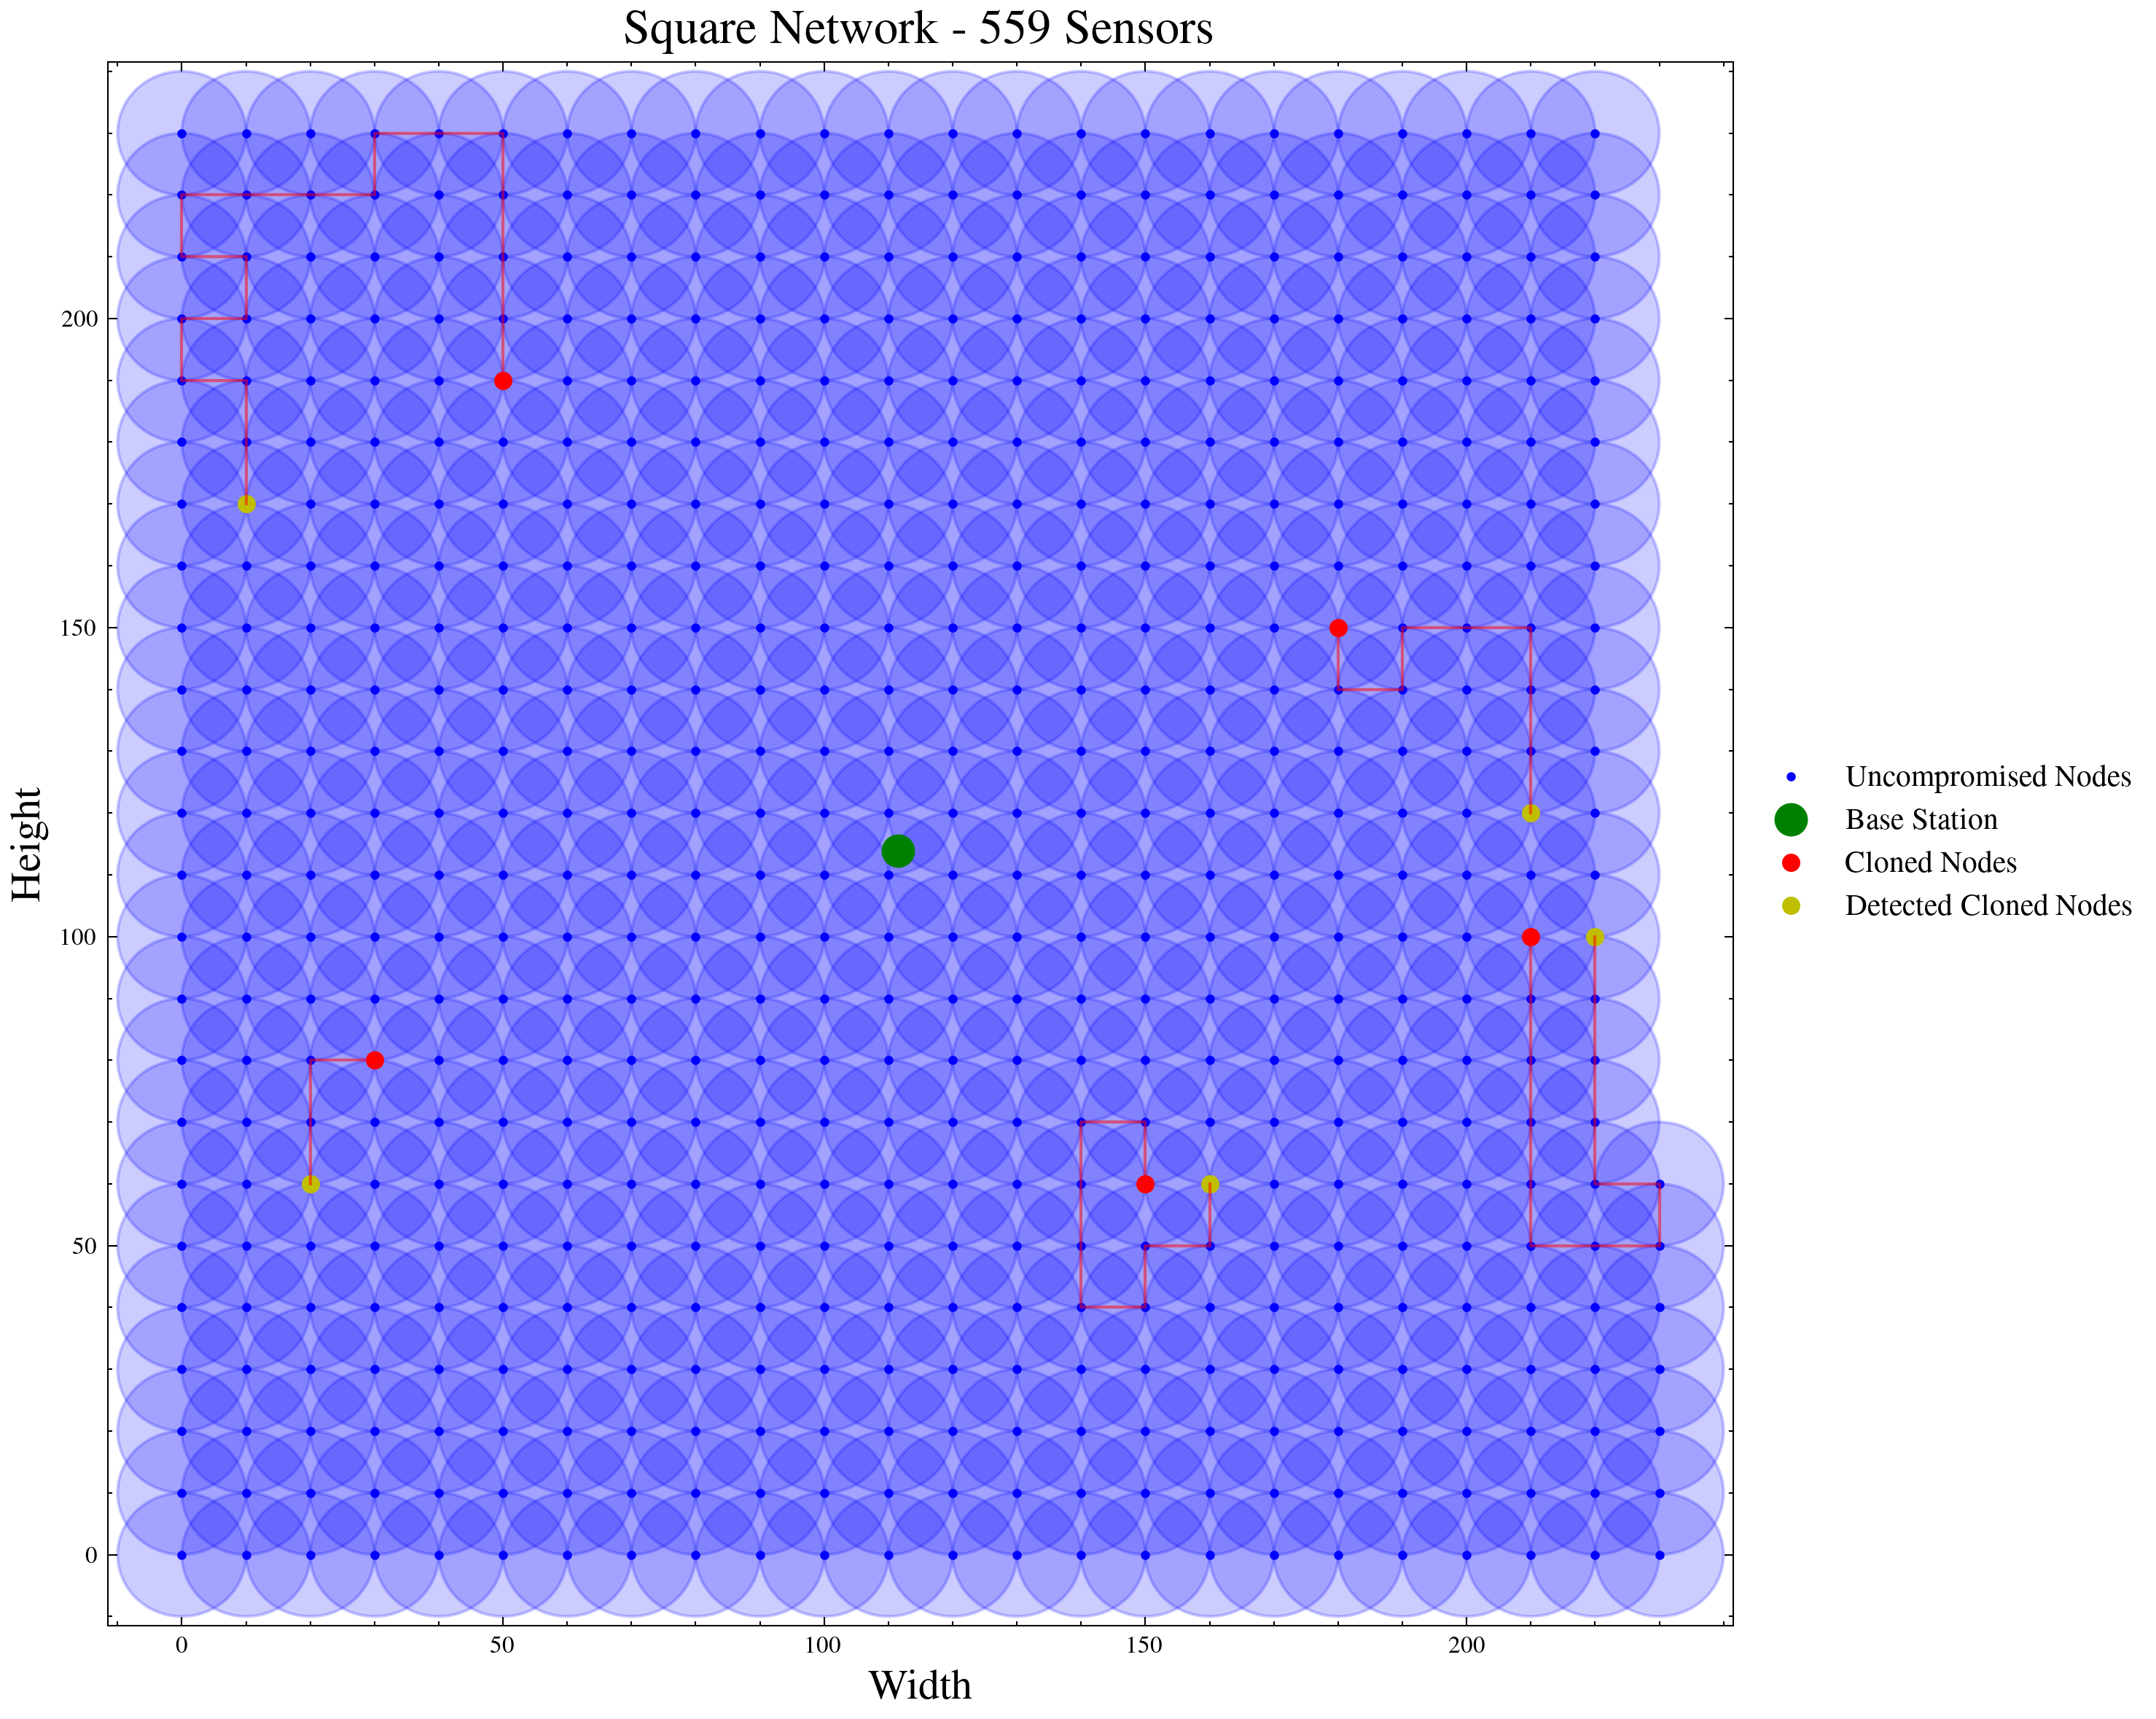 Square Network - 559 Sensors
Height
200
150
100
50
0
0 50 100 150 200
Width
Uncompromised Nodes
Base Station
Cloned Nodes
Detected Cloned Nodes